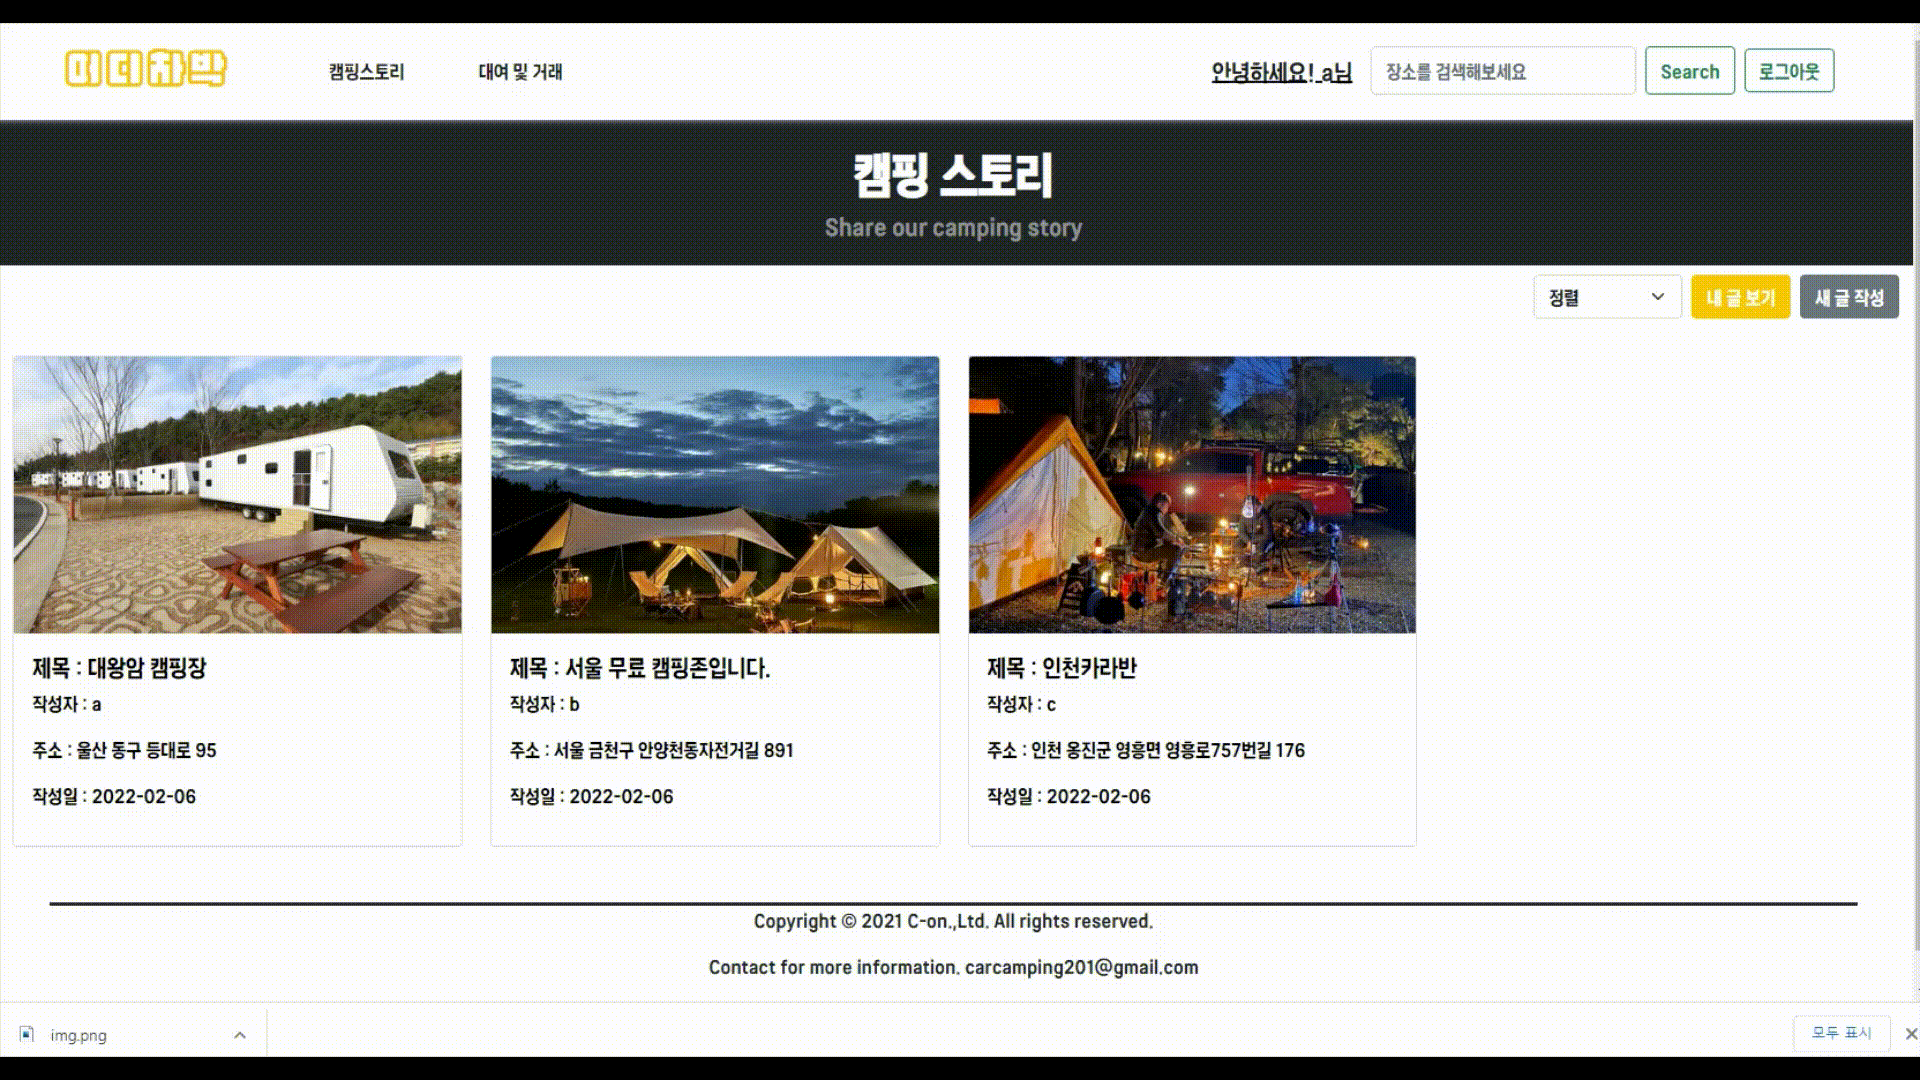 미디차박
캠핑스토리
대여 및 거래
안녕하세요! a님
장소를 검색해보세요
Search
로그아웃
캠핑 스토리
Share our camping story
정렬
내 글 보기
새 글 작성
제목 : 대왕암 캠핑장
작성자 : a
주소 : 울산 동구 등대로 95
작성일 : 2022-02-06
제목 : 서울 무료 캠핑존입니다.
작성자 : b
주소 : 서울 금천구 안양천동자전거길 891
작성일 : 2022-02-06
제목 : 인천카라반
작성자 : c
주소 : 인천 옹진군 영흥면 영흥로757번길 176
작성일 : 2022-02-06
Copyright © 2021 C-on.,Ltd. All rights reserved.
Contact for more information. carcamping201@gmail.com
img.png
모두 표시